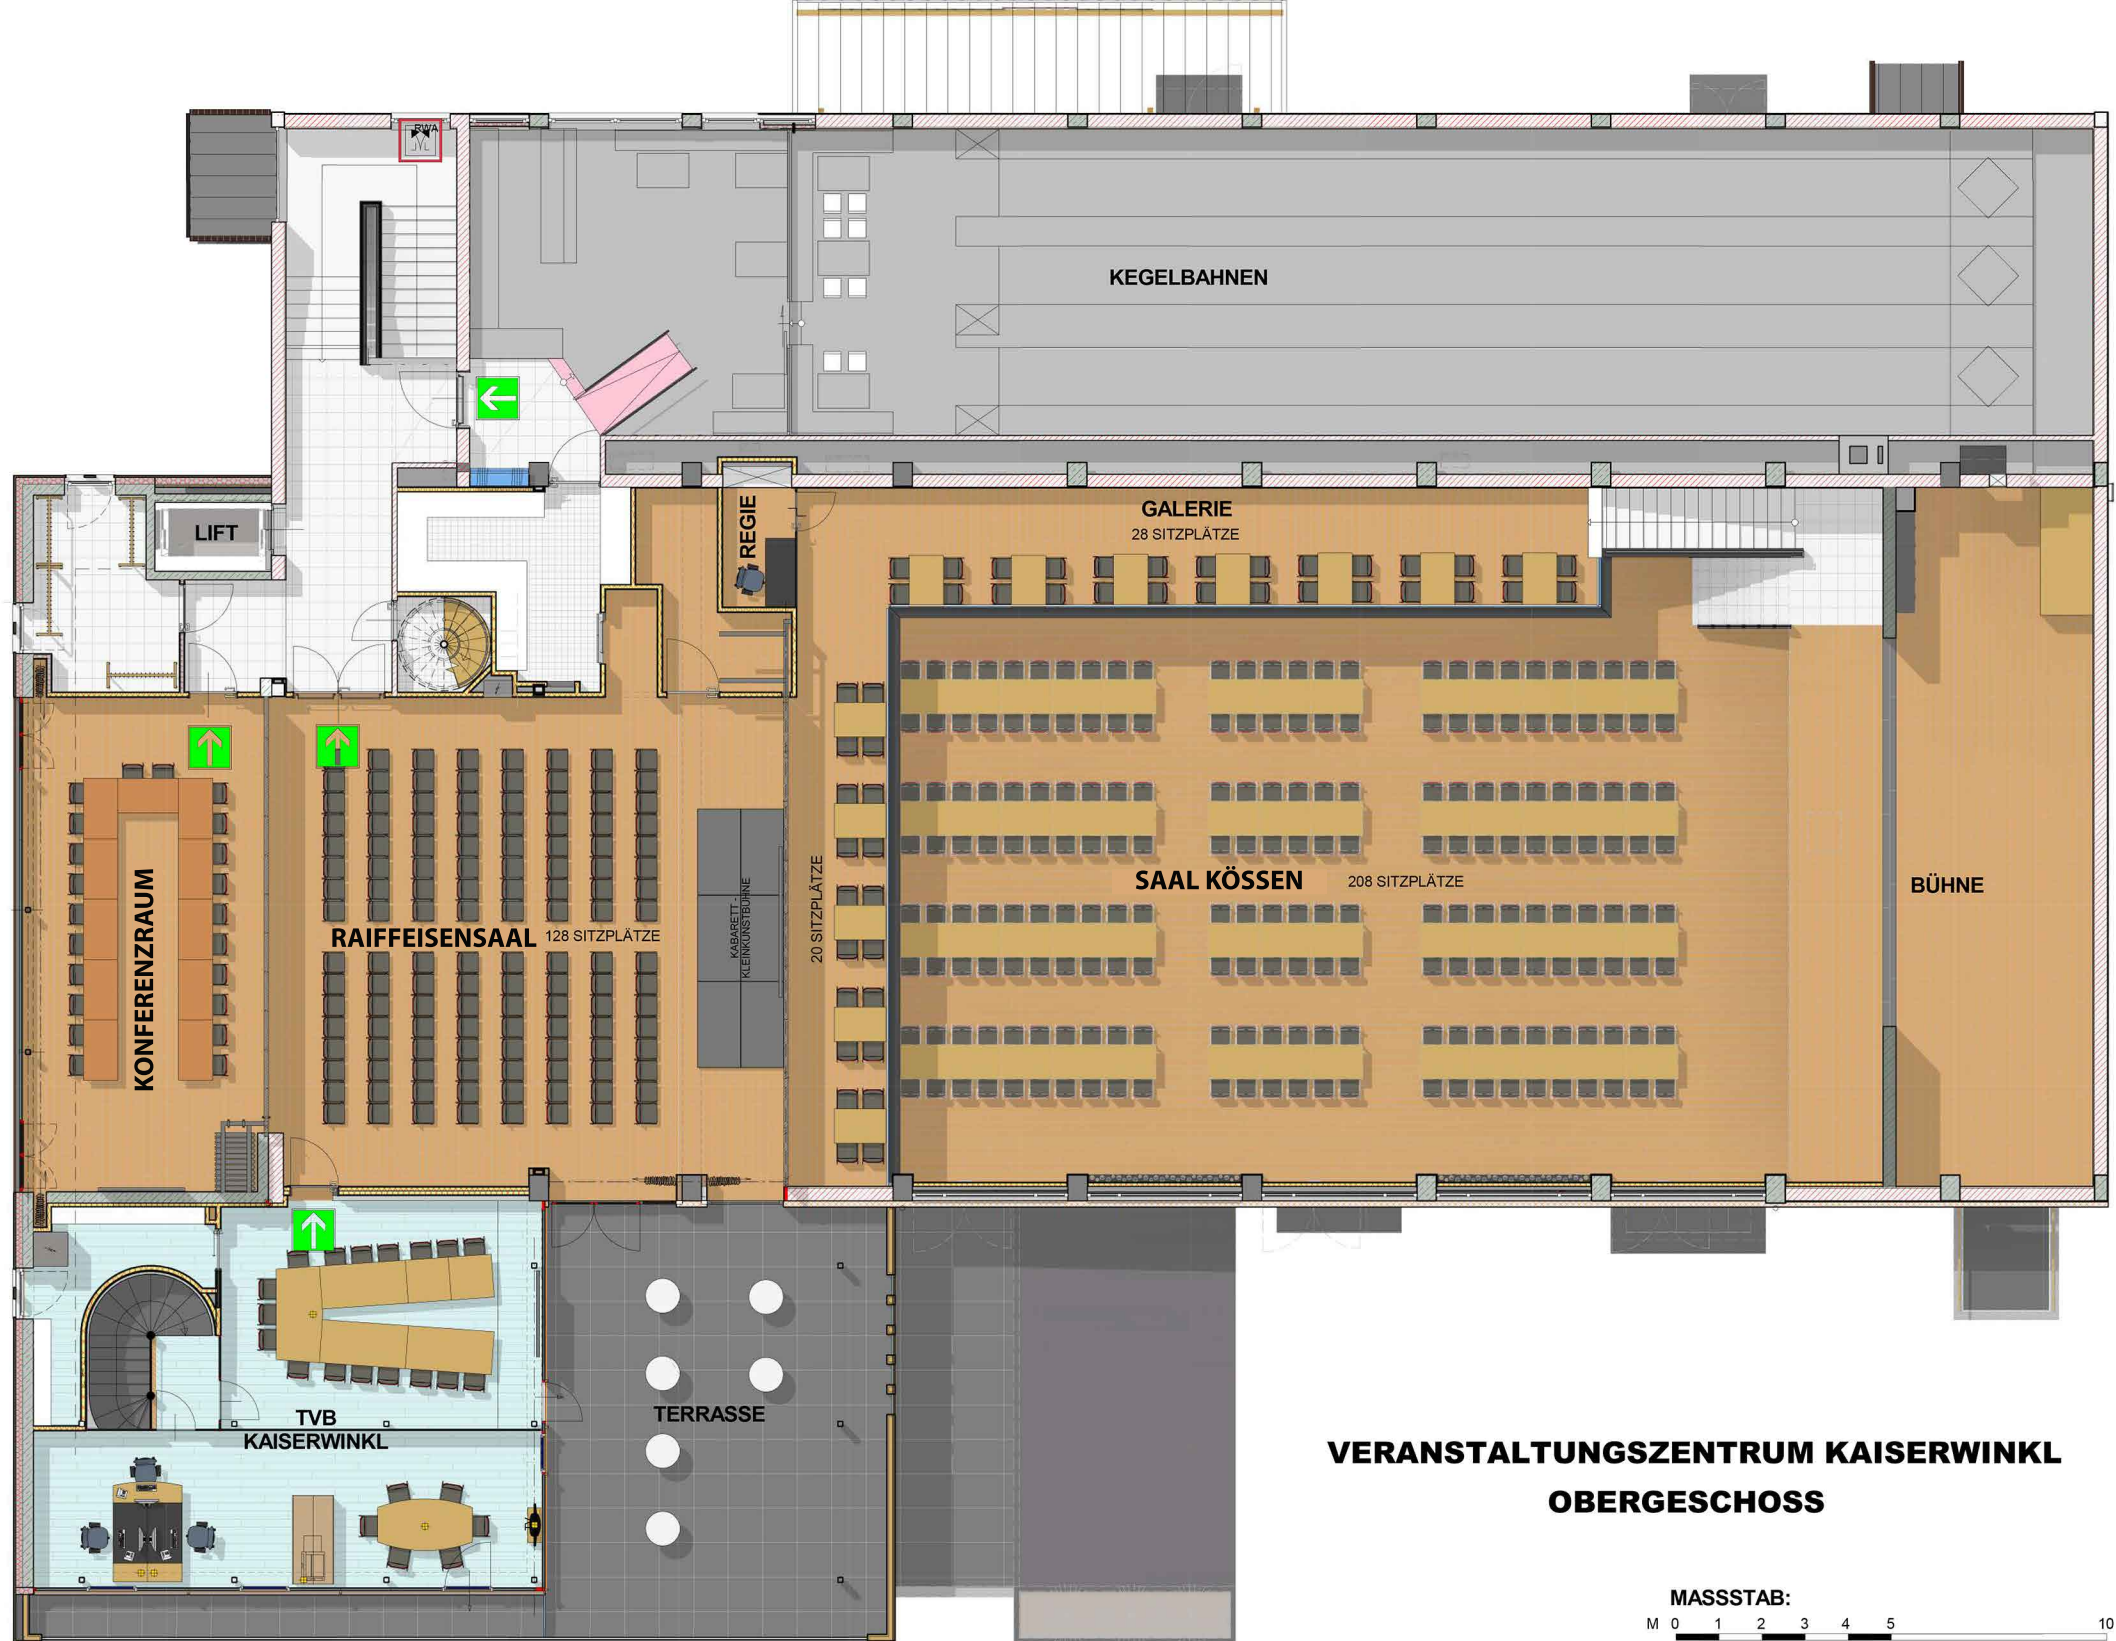 RWA
KEGELBAHNEN
LIFT
REGIE
GALERIE
28 SITZPLÄTZE
KONFERENZRAUM
RAIFFEISENSAAL 128 SITZPLÄTZE
KABARETT -
KLEINKUNSTBÜHNE
20 SITZPLÄTZE
SAAL KÖSSEN 208 SITZPLÄTZE
BÜHNE
TVB
KAISERWINKL
TERRASSE
VERANSTALTUNGSZENTRUM KAISERWINKL
OBERGESCHOSS
MASSSTAB:
M 0 1 2 3 4 5 10